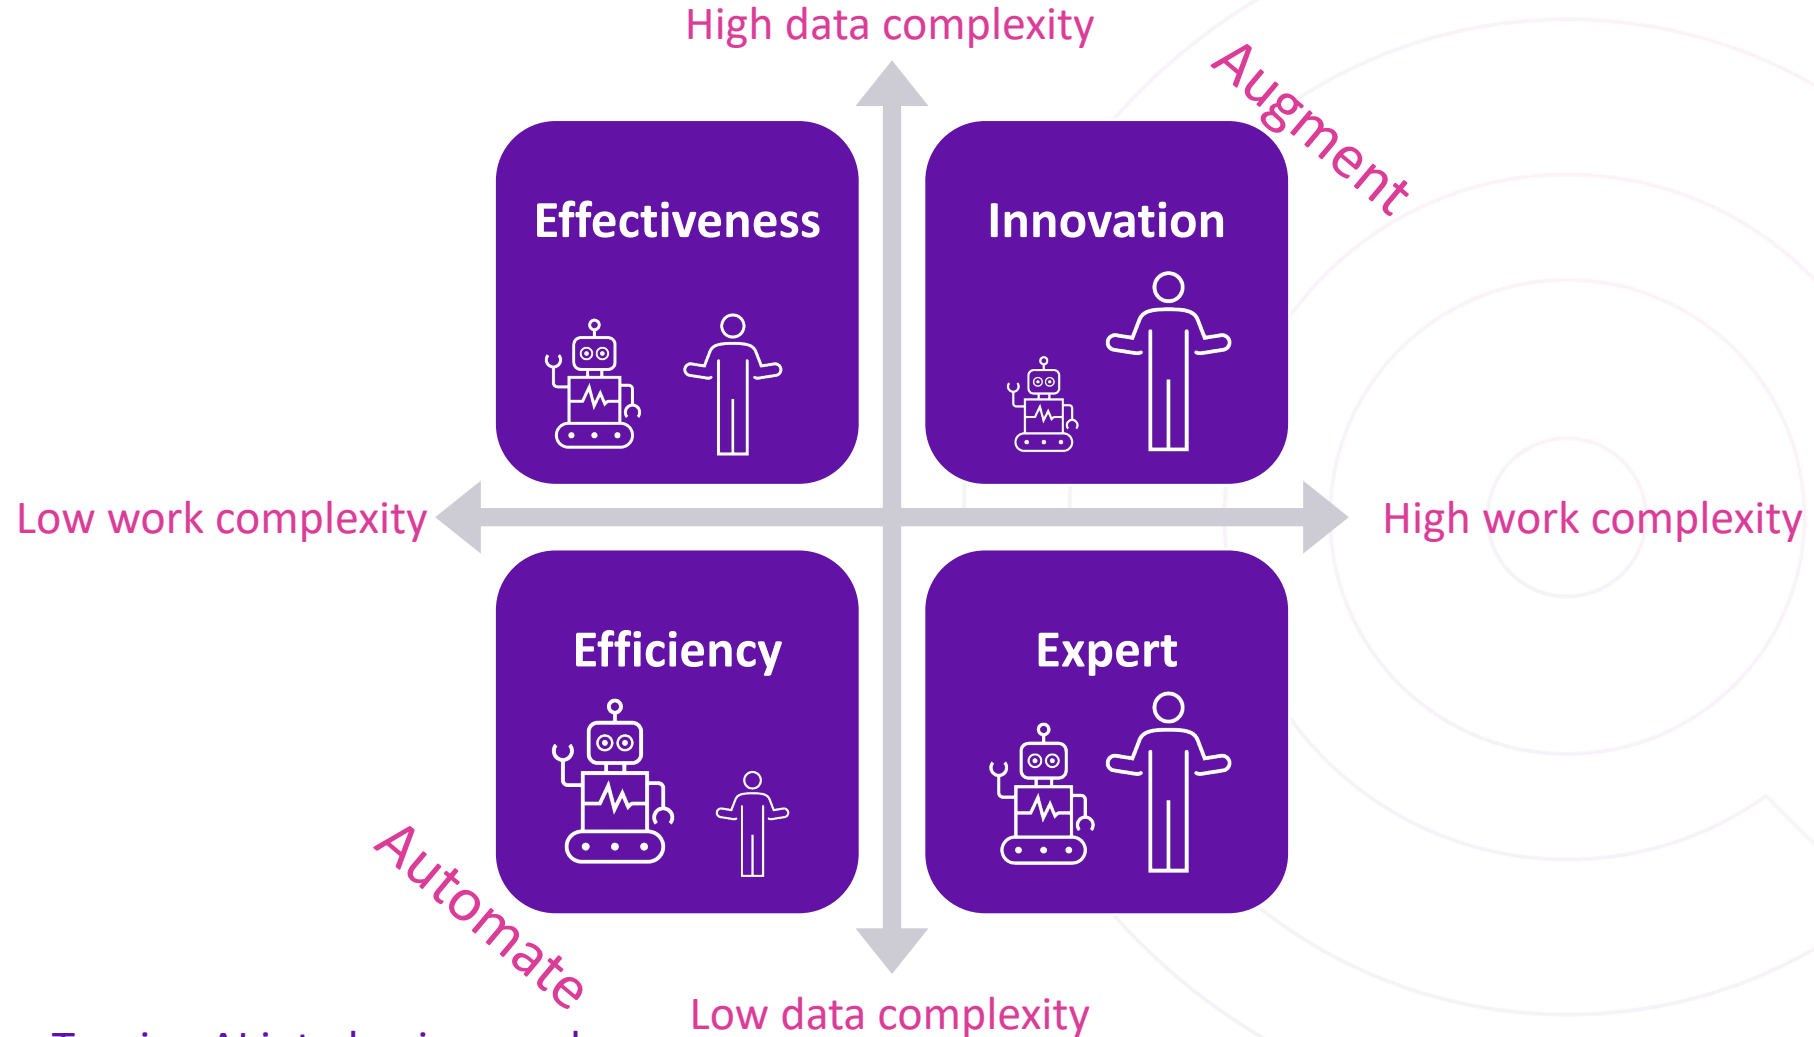 High data complexity
Augment
Effectiveness
Innovation
Low work complexity
High work complexity
Efficiency
Expert
Automate
Low data complexity